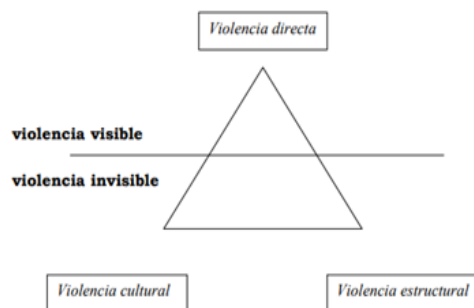 Violencia directa
violencia visible
violencia invisible
Violencia cultural
Violencia estructural